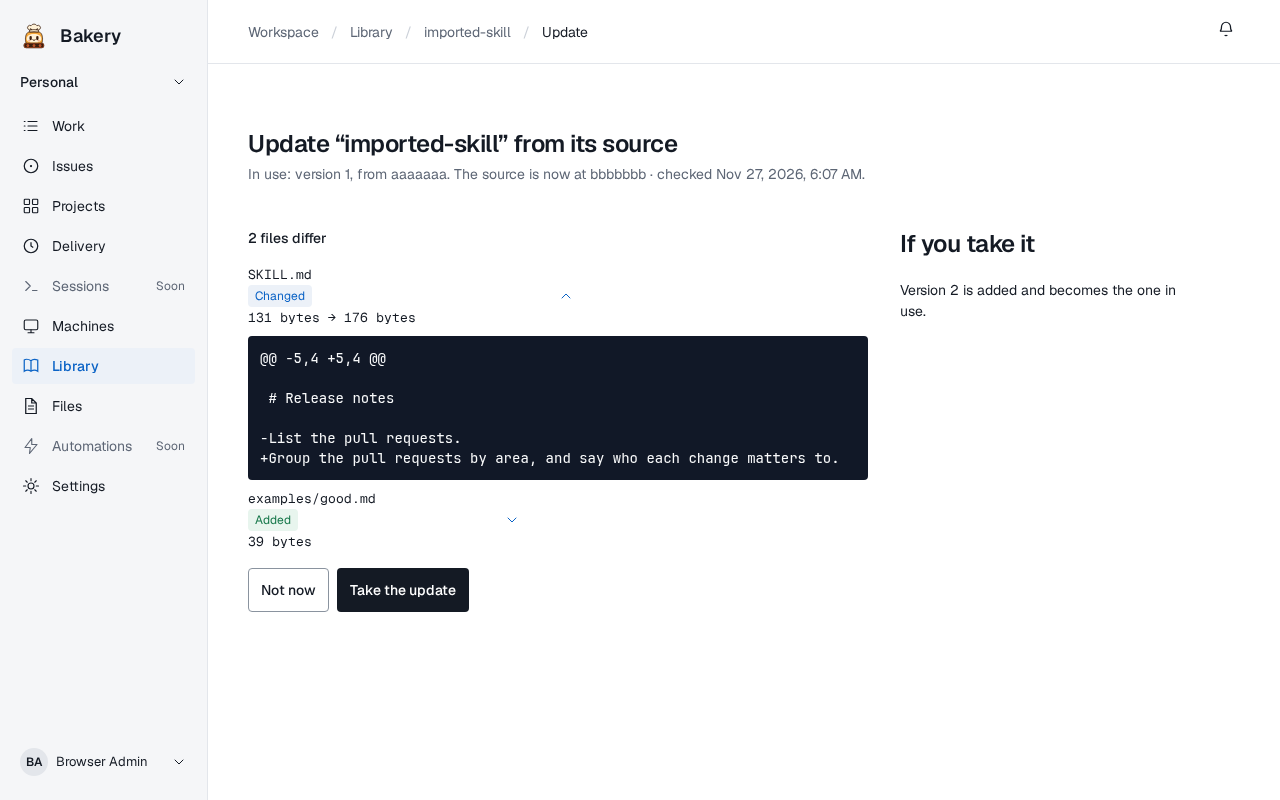 Bakery
Personal
Work
Issues
Projects
Delivery
Sessions Soon
Machines
Library
Files
Automations Soon
Settings
BA Browser Admin
Workspace / Library / imported-skill / Update
Update “imported-skill” from its source
In use: version 1, from aaaaaaa. The source is now at bbbbbbb · checked Nov 27, 2026, 6:07 AM.
2 files differ
SKILL.md
Changed
131 bytes → 176 bytes
@@ -5,4 +5,4 @@
# Release notes
-List the pull requests.
+Group the pull requests by area, and say who each change matters to.
examples/good.md
Added
39 bytes
Not now
Take the update
If you take it
Version 2 is added and becomes the one in
use.